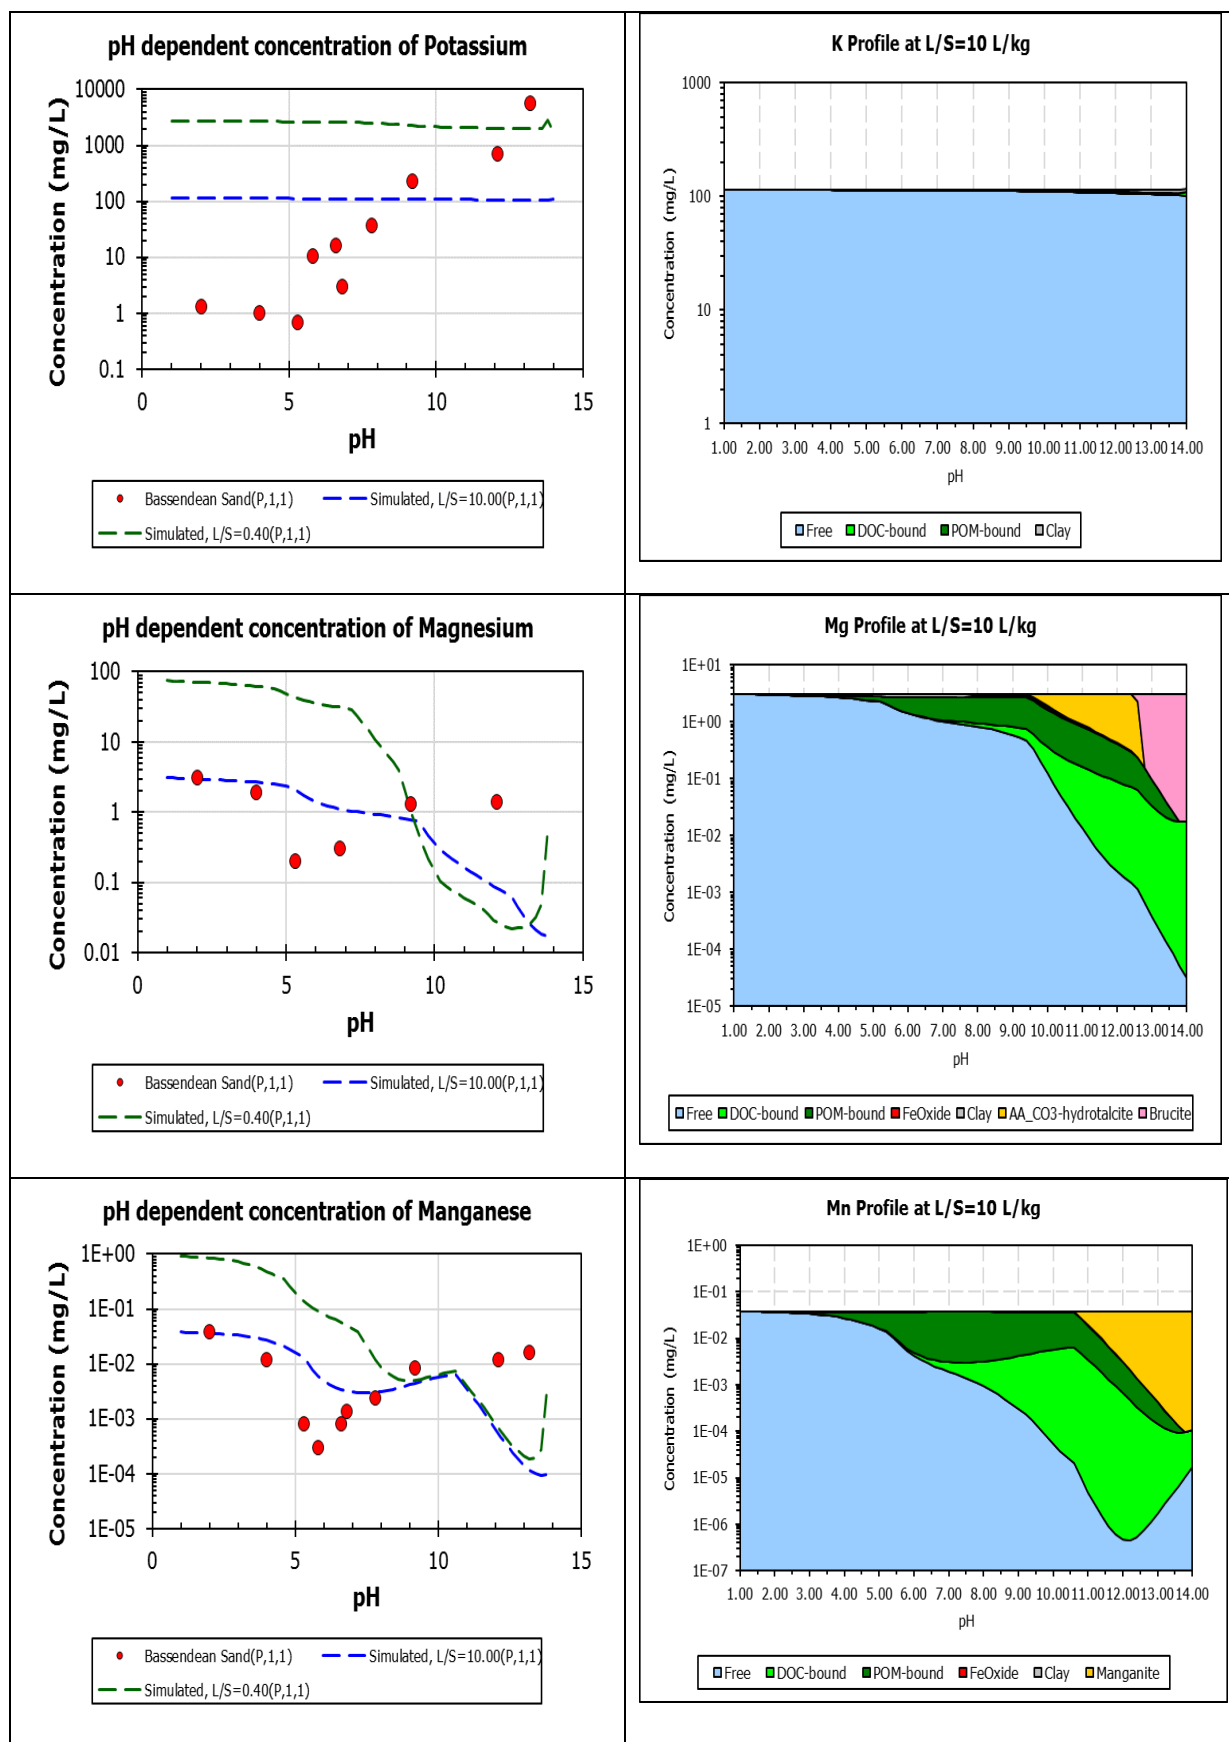 pH dependent concentration of Potassium
Concentration (mg/L)
10000
1000
100
10
1
0.1
0 5 10 15
pH
Bassendean Sand(P,1,1) Simulated, L/S=10.00(P,1,1)
Simulated, L/S=0.40(P,1,1)
K Profile at L/S=10 L/kg
Concentration (mg/L)
1000
100
10
1
1.00 2.00 3.00 4.00 5.00 6.00 7.00 8.00 9.00 10.00 11.00 12.00 13.00 14.00
pH
Free DOC-bound POM-bound Clay
pH dependent concentration of Magnesium
Concentration (mg/L)
100
10
1
0.1
0.01
0 5 10 15
pH
Bassendean Sand(P,1,1) Simulated, L/S=10.00(P,1,1)
Simulated, L/S=0.40(P,1,1)
Mg Profile at L/S=10 L/kg
Concentration (mg/L)
1E+01
1E+00
1E-01
1E-02
1E-03
1E-04
1E-05
1.00 2.00 3.00 4.00 5.00 6.00 7.00 8.00 9.00 10.00 11.00 12.00 13.00 14.00
pH
Free DOC-bound POM-bound FeOxide Clay AA_CO3-hydrotalcite Brucite
pH dependent concentration of Manganese
Concentration (mg/L)
1E+00
1E-01
1E-02
1E-03
1E-04
1E-05
0 5 10 15
pH
Bassendean Sand(P,1,1) Simulated, L/S=10.00(P,1,1)
Simulated, L/S=0.40(P,1,1)
Mn Profile at L/S=10 L/kg
Concentration (mg/L)
1E+00
1E-01
1E-02
1E-03
1E-04
1E-05
1E-06
1E-07
1.00 2.00 3.00 4.00 5.00 6.00 7.00 8.00 9.00 10.00 11.00 12.00 13.00 14.00
pH
Free DOC-bound POM-bound FeOxide Clay Manganite